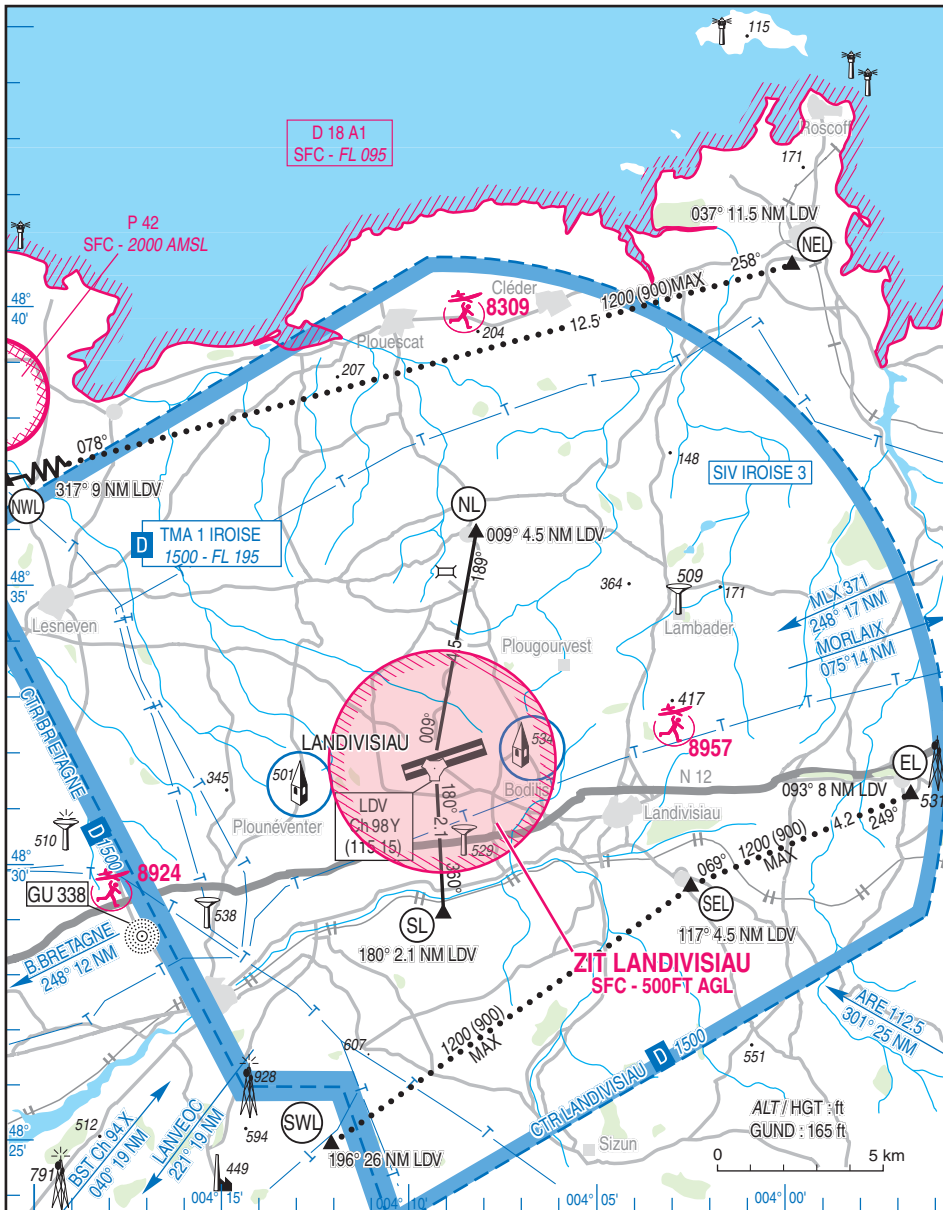 115
Roscoff
D 18 A1
SFC - FL 095
171
037° 11.5 NM LDV
NEL
P 42
SFC - 2000 AMSL
48°
40'
Cléder
8309
1200 (900) MAX
258°
12.5
204
Plouescat
207
078°
148
SIV IROISE 3
317° 9 NM LDV
NWL
NL
009° 4.5 NM LDV
189°
D
TMA 1 IROISE
1500 - FL 195
48°
35'
364
509
171
MLX 371
248° 17 NM
MORLAIX
075° 14 NM
Lesneven
Lambader
4.5
Plougourvest
CTR BRETAGNE
009°
417
8957
LANDIVISIAU
534
Bodilis
EL
501
N 12
093° 8 NM LDV
531
345
LDV
Ch 98Y
(115.15)
180°
2.1
360°
Landivisiau
4.2
249°
Plounéventer
510
D 1500
529
1200 (900)
MAX
069°
48°
30'
8924
GU 338
538
SEL
SL
117° 4.5 NM LDV
180° 2.1 NM LDV
B.BRETAGNE
248° 12 NM
ZIT LANDIVISIAU
SFC - 500FT AGL
ARE 112.5
301° 25 NM
1200 (900)
MAX
607
551
CTR LANDIVISIAU D 1500
928
ALT / HGT : ft
GUND : 165 ft
512
594
SWL
48°
25'
BST Ch 94 X
040° 19 NM
LANVEOC
221° 19 NM
196° 26 NM LDV
Sizun
0
5 km
791
449
004° 15'
004° 10'
004° 05'
004° 00'